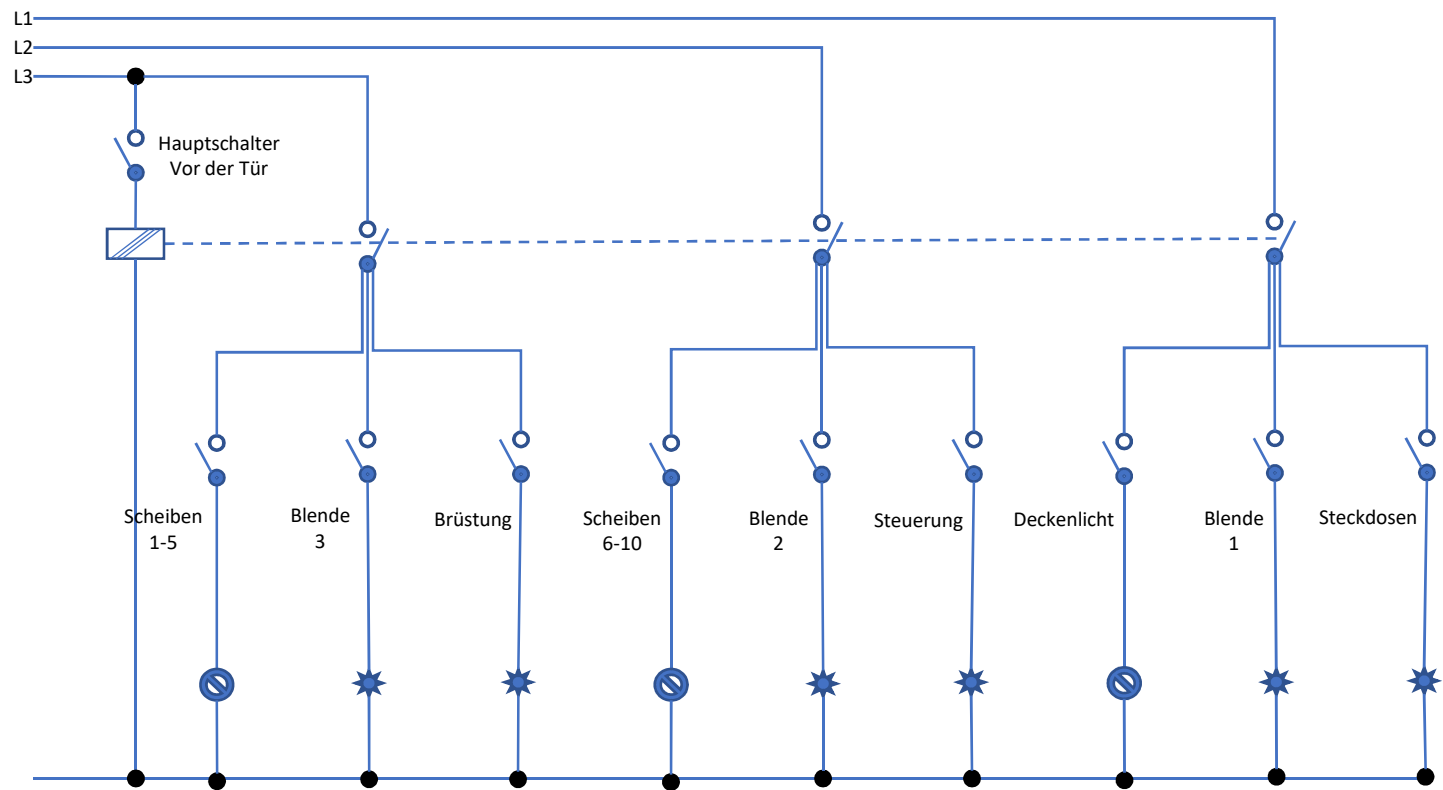 L1
L2
L3
Hauptschalter
Vor der Tür
Scheiben
1-5
Blende
3
Brüstung
Scheiben
6-10
Blende
2
Steuerung
Deckenlicht
Blende
1
Steckdosen